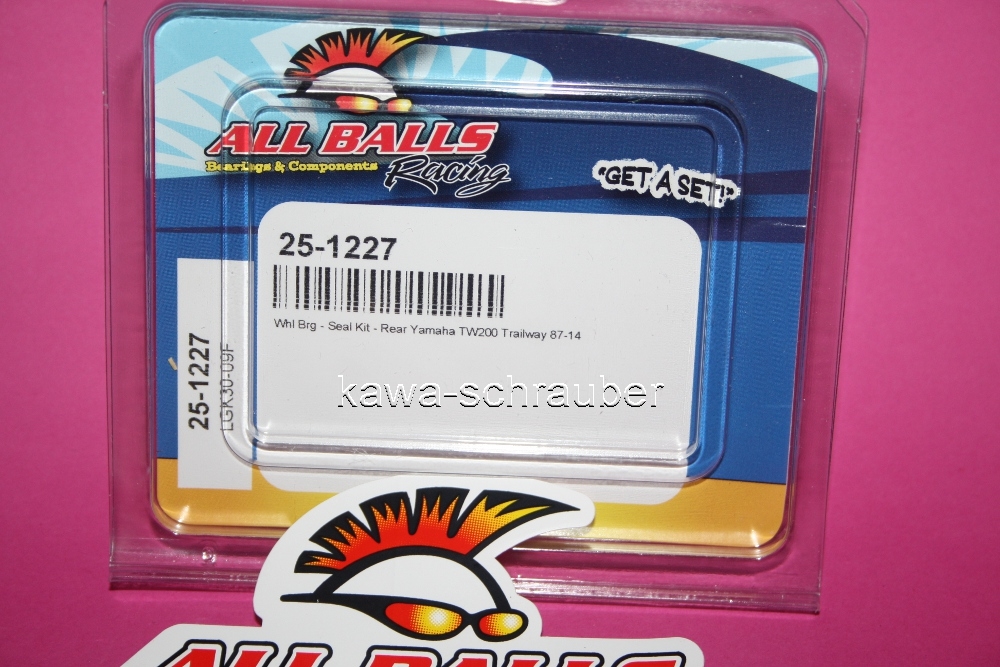 ALL BALLS
Bearings & Components
Racing
"GET A SET!"
25-1227
Whl Brg - Seal Kit - Rear Yamaha TW200 Trailway 87-14
25-1227
LGK30-09F
kawa-schrauber
ALL BALLS